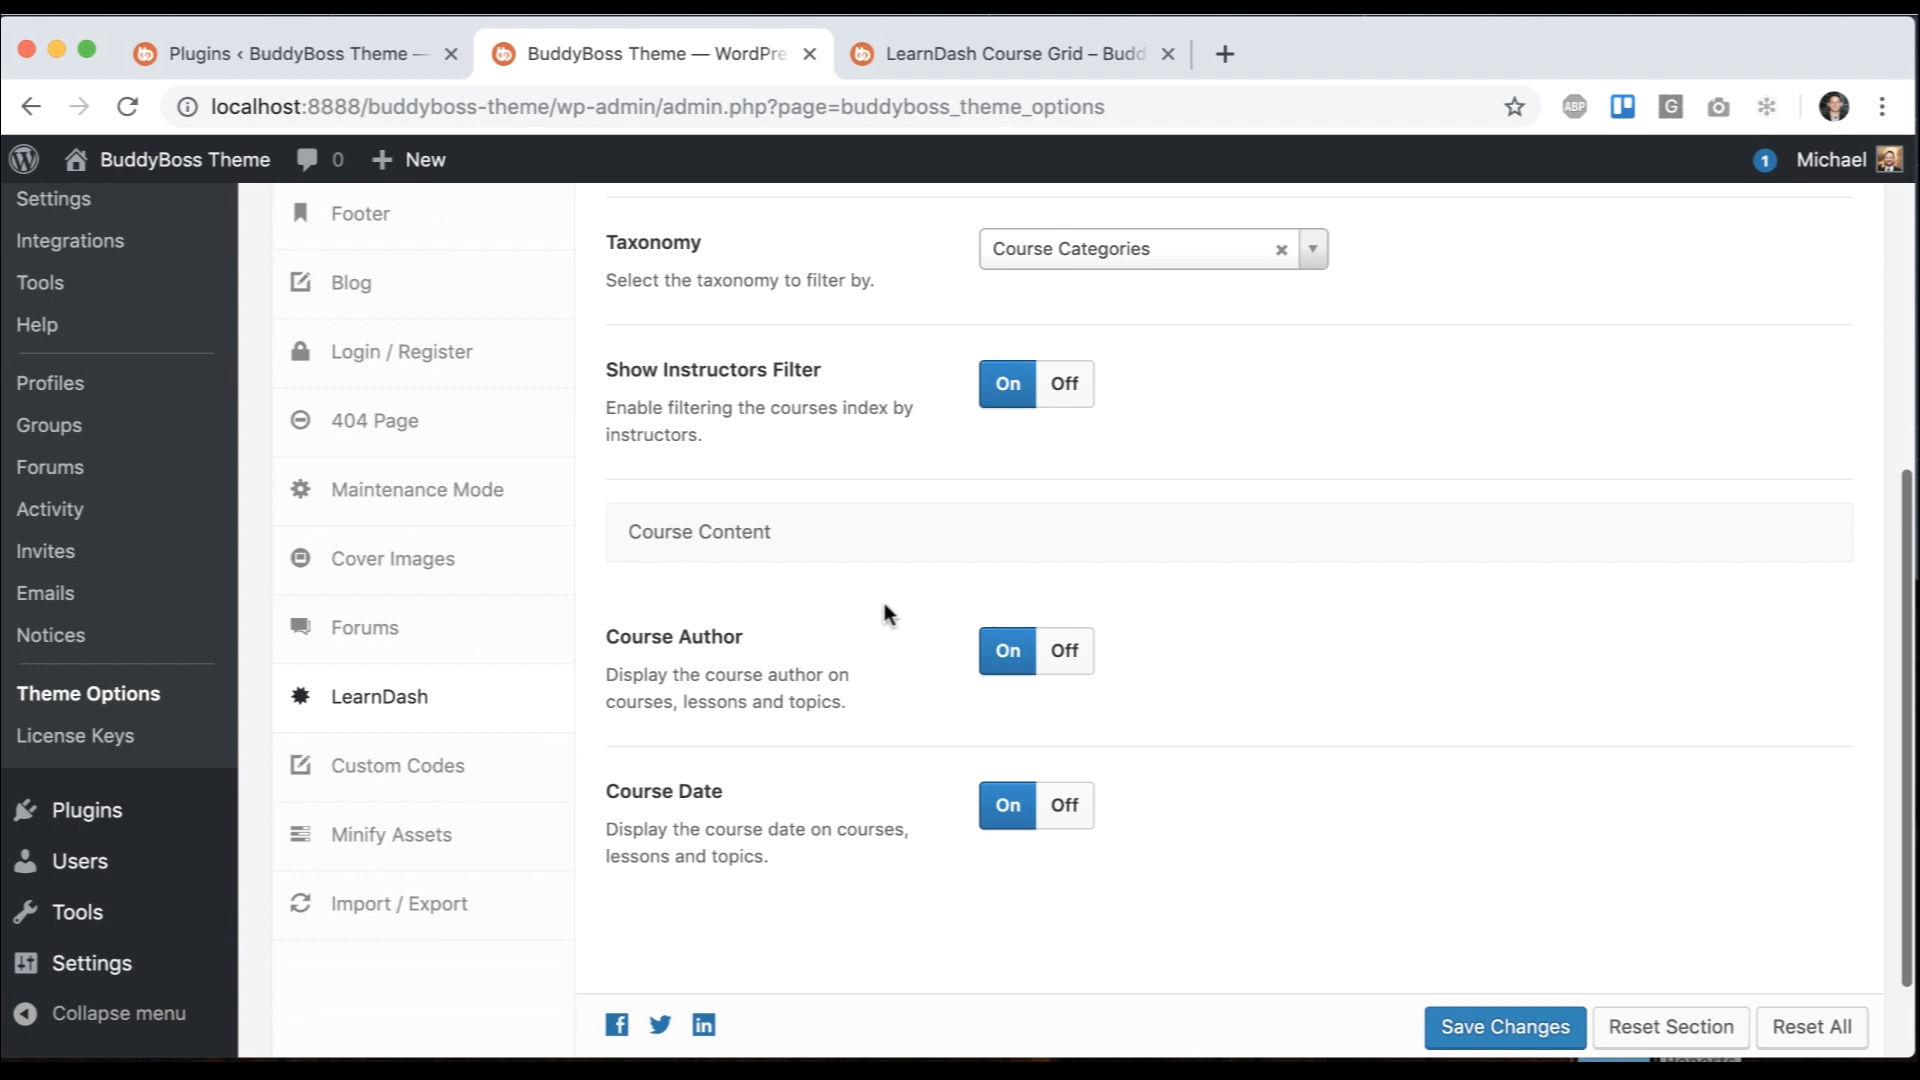 Plugins ‹ BuddyBoss Theme —
BuddyBoss Theme — WordPre
LearnDash Course Grid – Budd
localhost:8888/buddyboss-theme/wp-admin/admin.php?page=buddyboss_theme_options
ABP
G
BuddyBoss Theme
0
New
1
Michael
Settings
Integrations
Tools
Help
Profiles
Groups
Forums
Activity
Invites
Emails
Notices
Theme Options
License Keys
Plugins
Users
Tools
Settings
Collapse menu
Footer
Blog
Login / Register
404 Page
Maintenance Mode
Cover Images
Forums
LearnDash
Custom Codes
Minify Assets
Import / Export
Taxonomy
Select the taxonomy to filter by.
Course Categories
Show Instructors Filter
Enable filtering the courses index by
instructors.
On Off
Course Content
Course Author
Display the course author on
courses, lessons and topics.
On Off
Course Date
Display the course date on courses,
lessons and topics.
On Off
Save Changes
Reset Section
Reset All